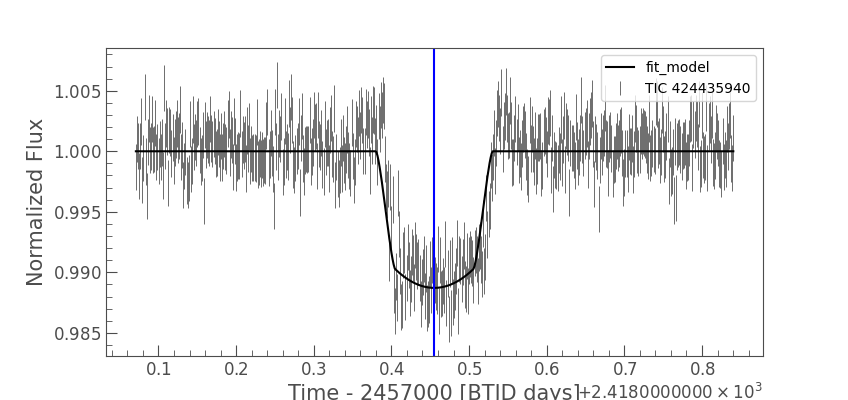 fit_model
TIC 424435940
1.005
1.000
0.995
0.990
0.985
Normalized Flux
0.1 0.2 0.3 0.4 0.5 0.6 0.7 0.8
Time - 2457000 [BTJD days]
+2.4180000000 × 10³